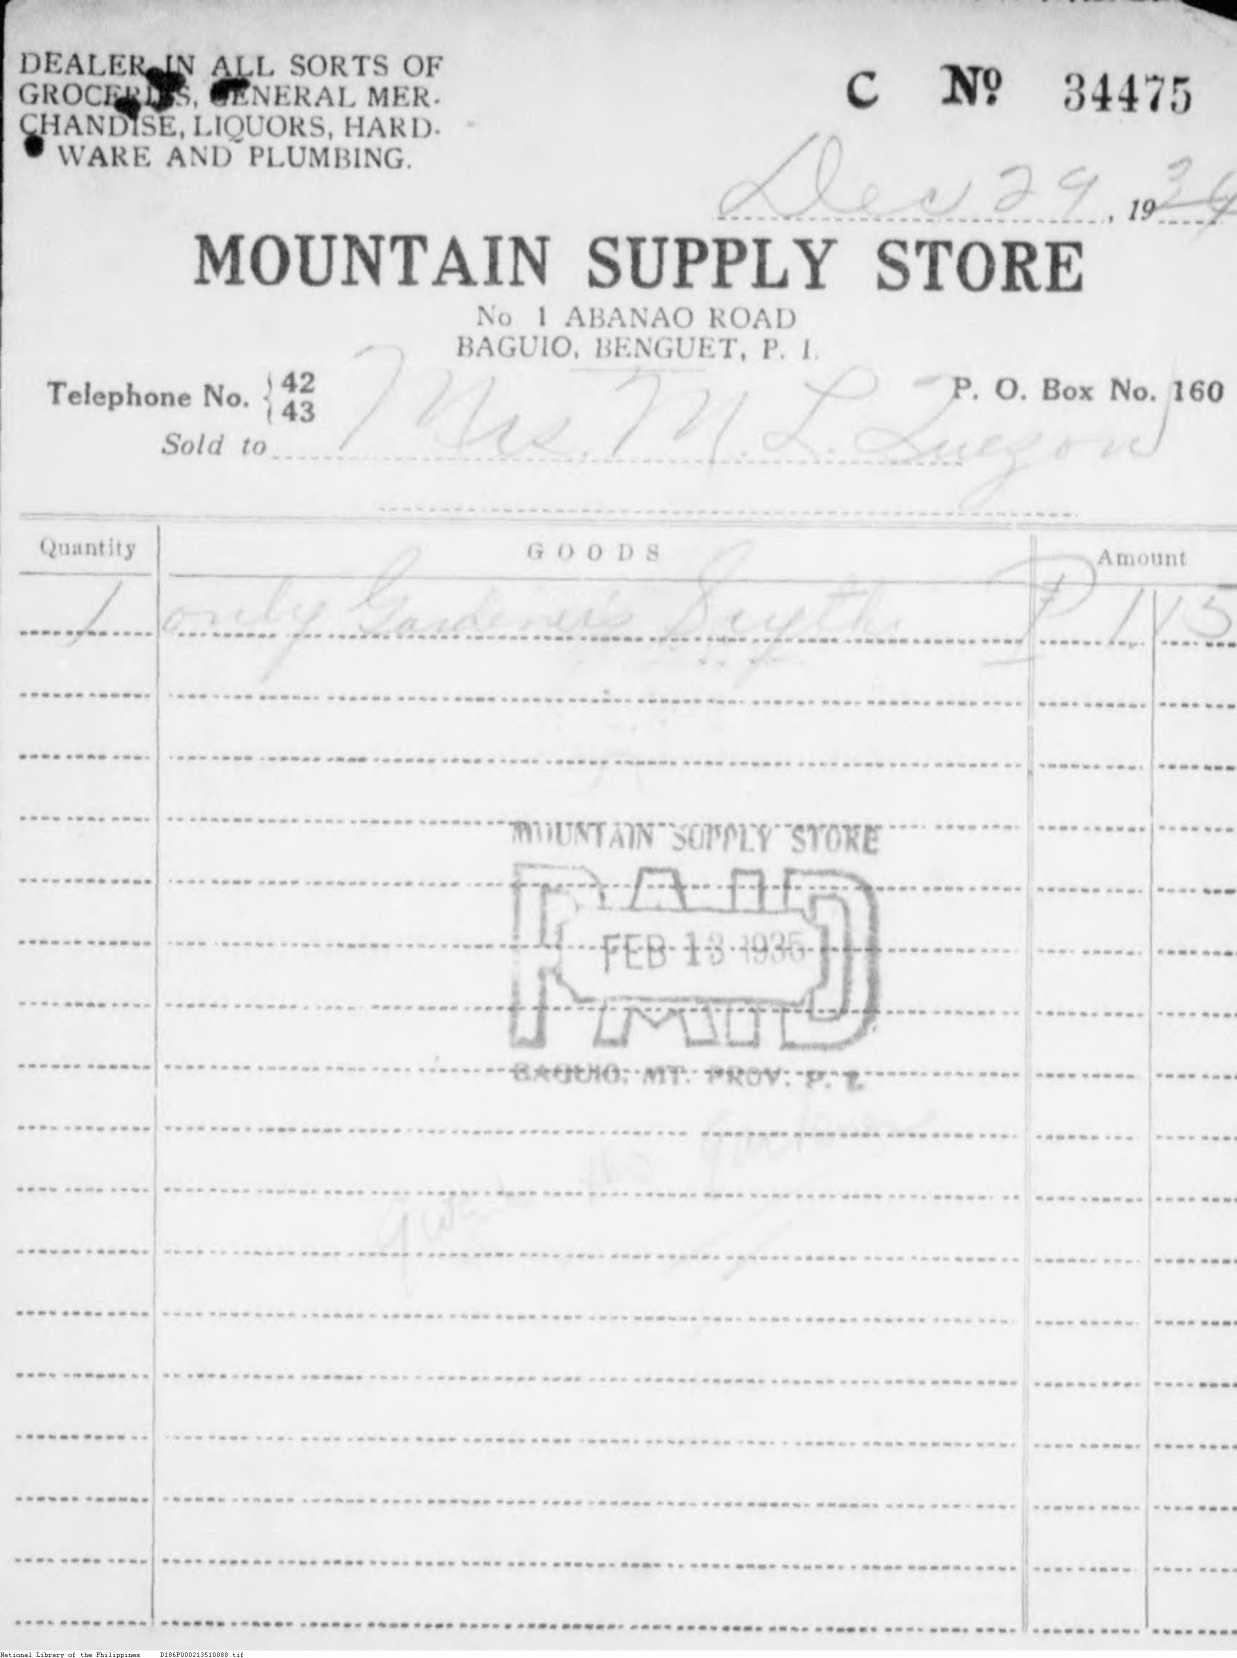 DEALER IN ALL SORTS OF
GROCERIES, GENERAL MER-
CHANDISE, LIQUORS, HARD-
WARE AND PLUMBING.
C Nº 34475
Dec 29, 1934
MOUNTAIN SUPPLY STORE
No 1 ABANAO ROAD
BAGUIO, BENGUET, P. I.
Telephone No. { 42
43
P. O. Box No. 160
Sold to Mrs. M. L. Quezon
Quantity GOODS Amount
1 only Gardener's Scythe ₱ 1.15
MOUNTAIN SUPPLY STORE
PAID
FEB 13 1935
BAGUIO, MT. PROV. P. I.
National Library of the Philippines D186P000213510088.tif